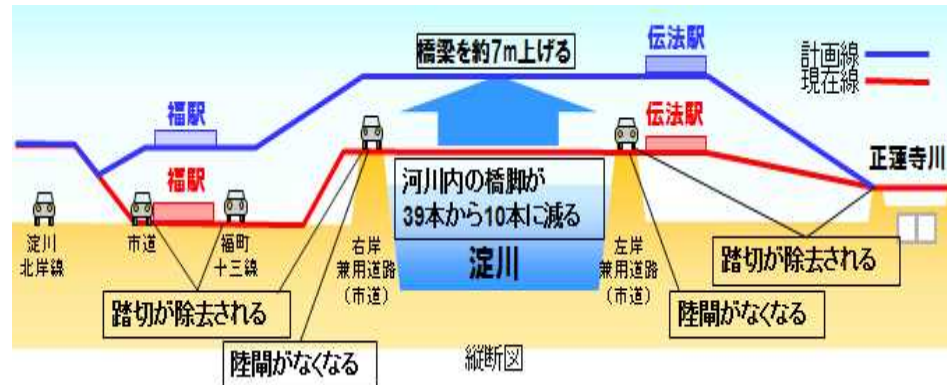 橋梁を約7m上げる
伝法駅
計画線
現在線
福駅
伝法駅
福駅
正蓮寺川
河川内の橋脚が
39本から10本に減る
淀川
北岸線
市道
福町
十三線
右岸
兼用道路
(市道)
淀川
左岸
兼用道路
(市道)
踏切が除去される
踏切が除去される
陸閘がなくなる
陸閘がなくなる
縦断図